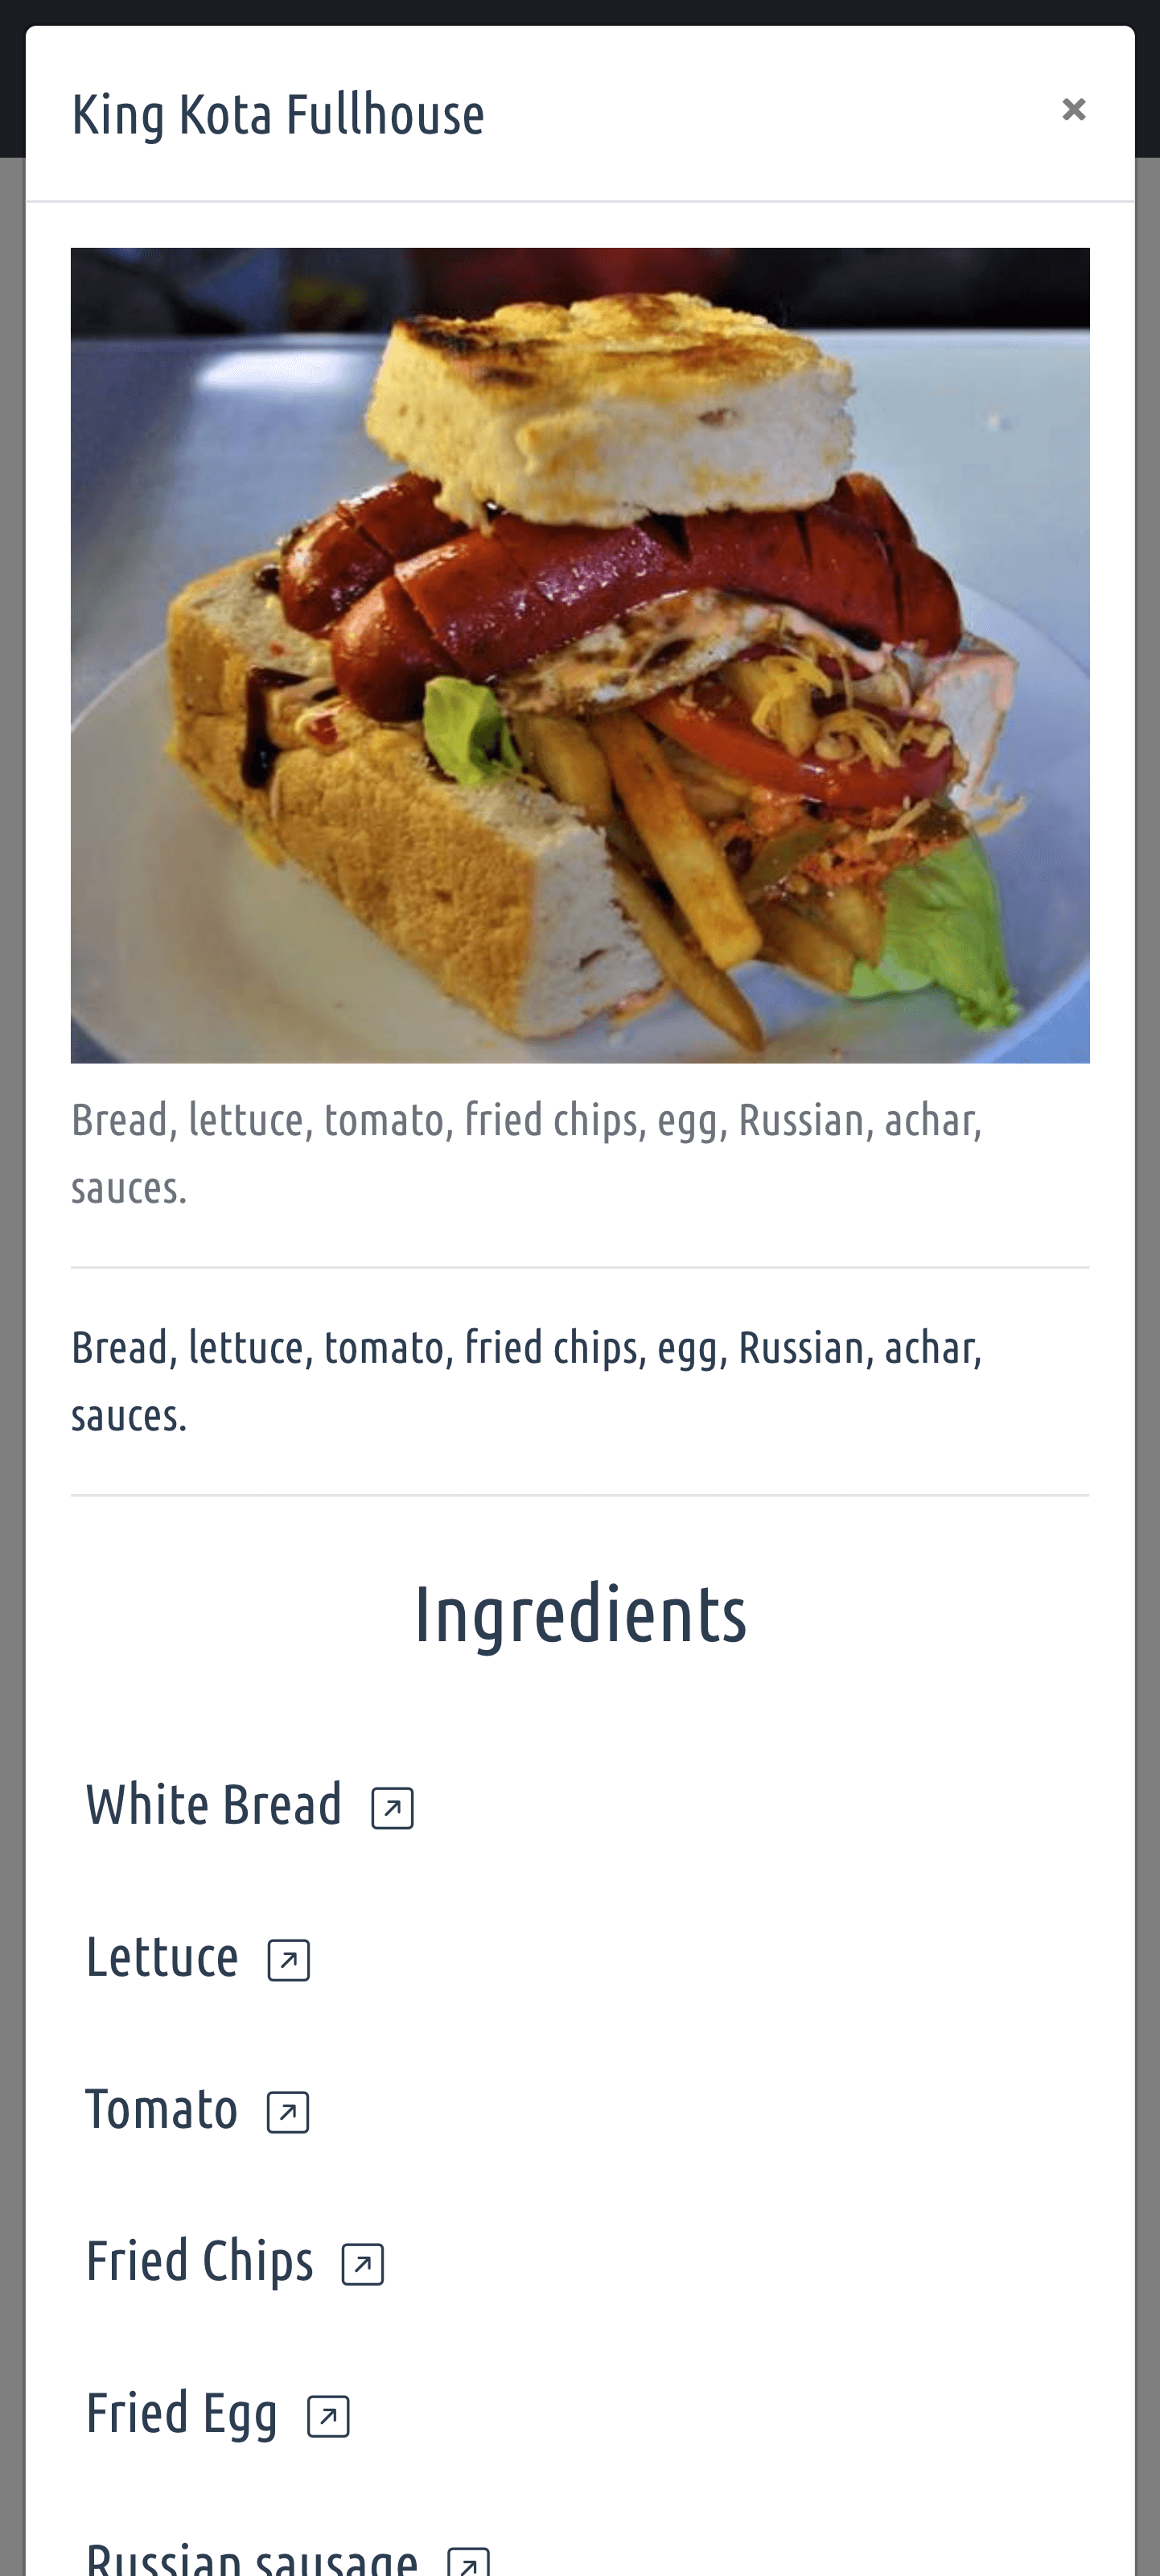 King Kota Fullhouse
Bread, lettuce, tomato, fried chips, egg, Russian, achar,
sauces.
Bread, lettuce, tomato, fried chips, egg, Russian, achar,
sauces.
Ingredients
White Bread
Lettuce
Tomato
Fried Chips
Fried Egg
Russian sausage